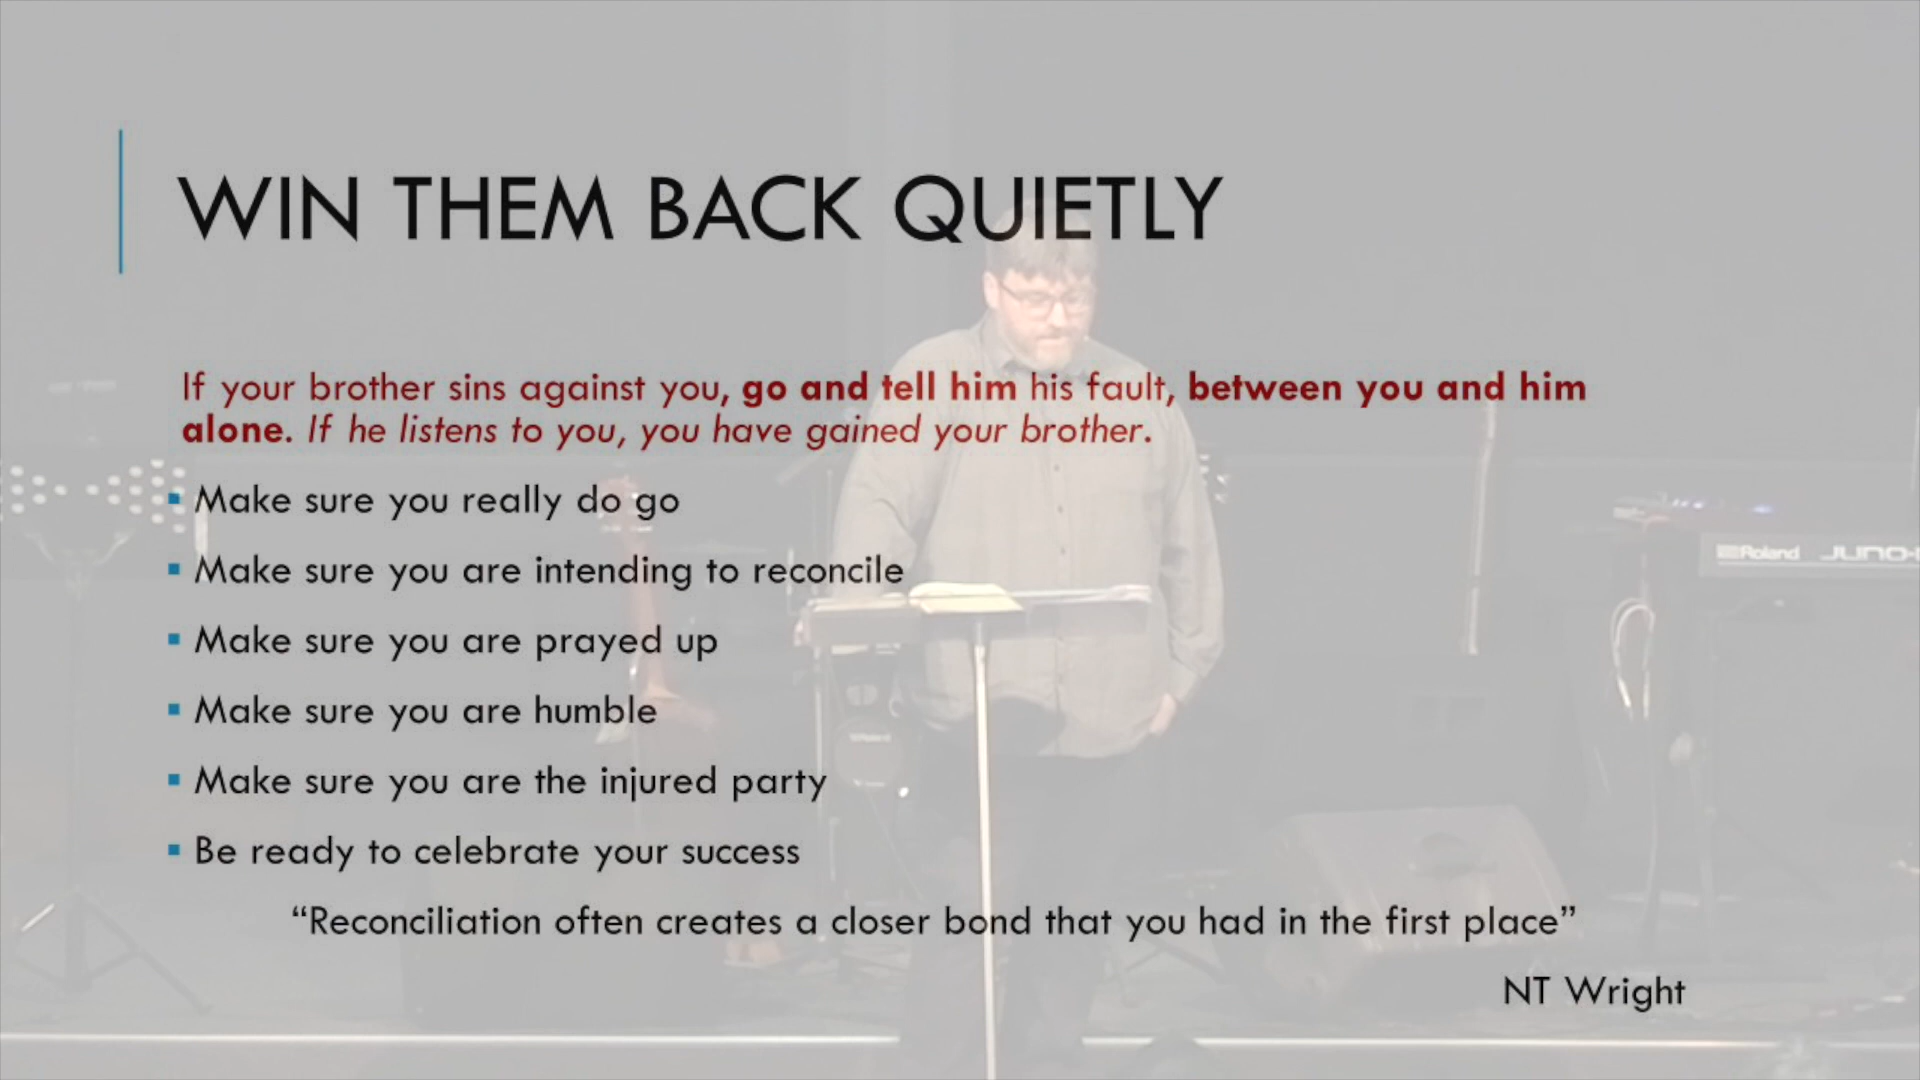 WIN THEM BACK QUIETLY
If your brother sins against you, go and tell him his fault, between you and him
alone. If he listens to you, you have gained your brother.
Make sure you really do go
Make sure you are intending to reconcile
Make sure you are prayed up
Make sure you are humble
Make sure you are the injured party
Be ready to celebrate your success
“Reconciliation often creates a closer bond that you had in the first place”
NT Wright
Roland JUNO-